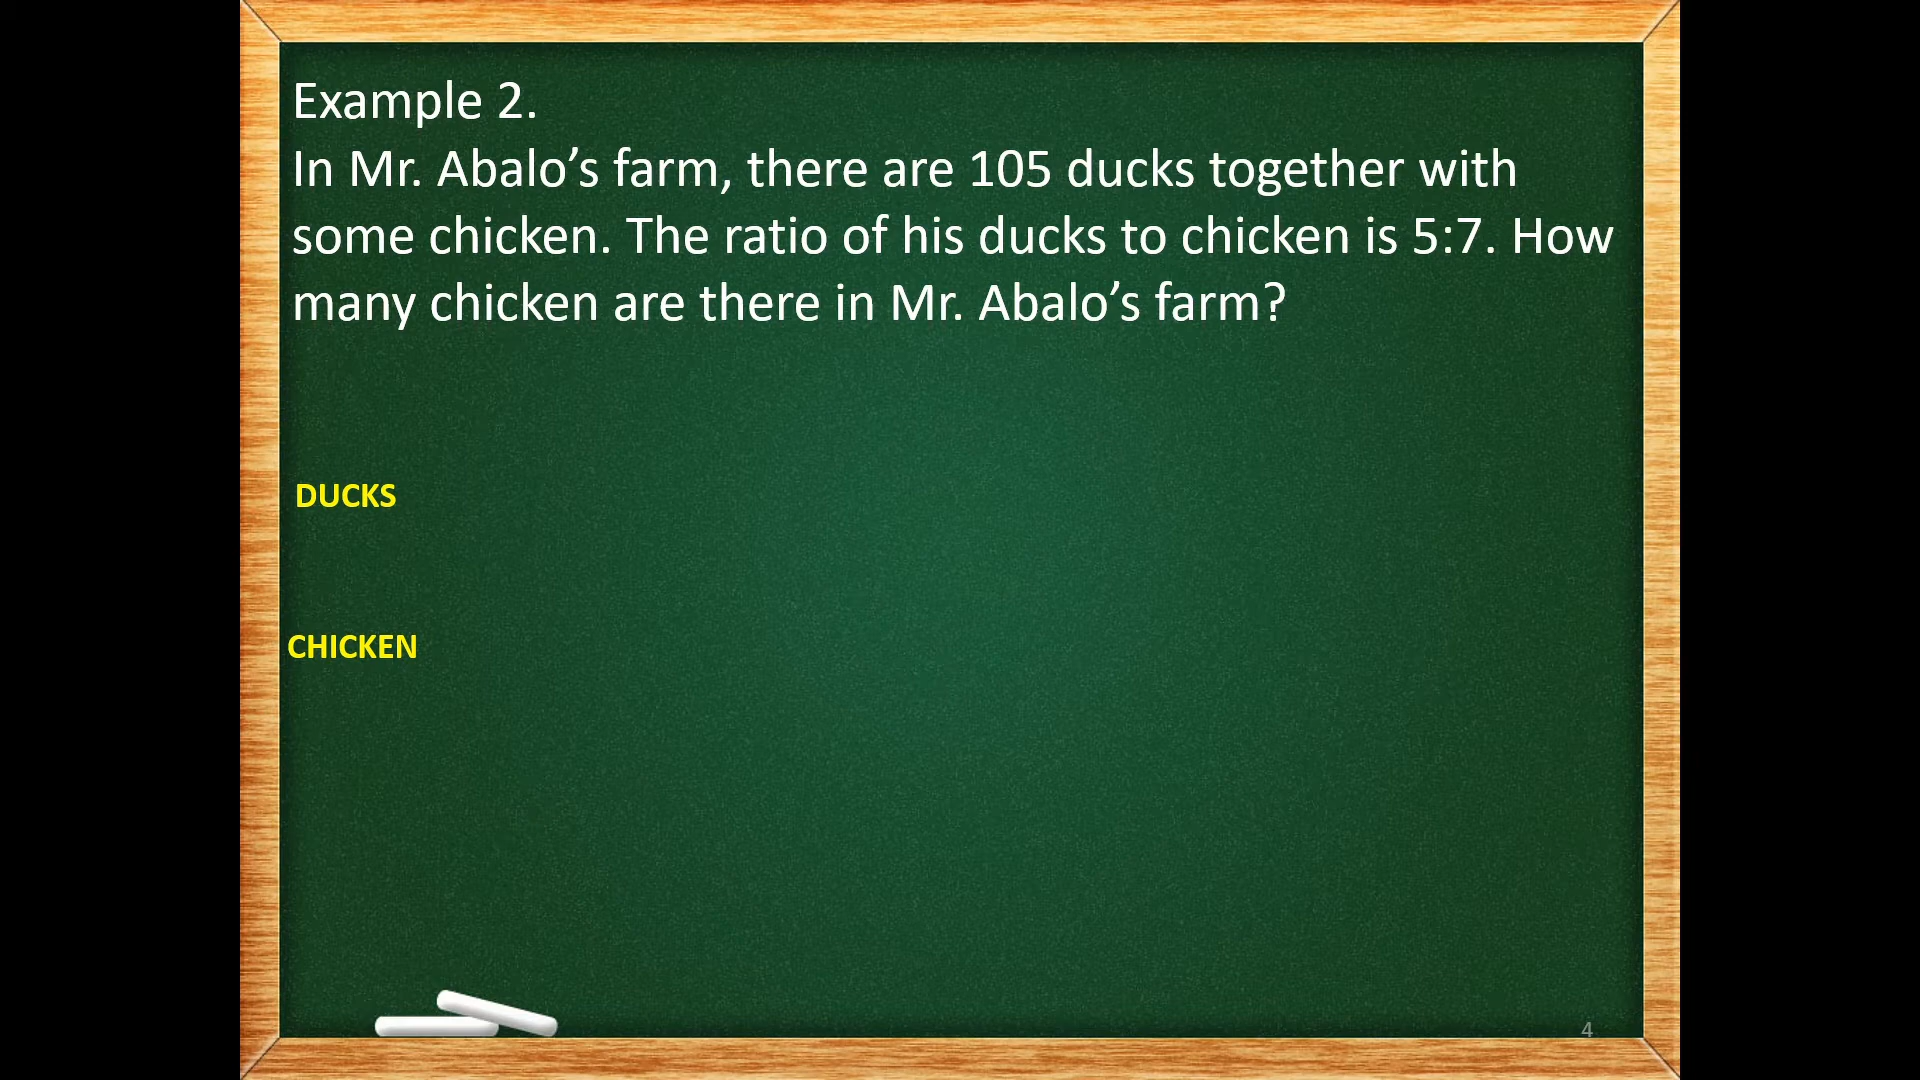 Example 2.
In Mr. Abalo’s farm, there are 105 ducks together with
some chicken. The ratio of his ducks to chicken is 5:7. How
many chicken are there in Mr. Abalo’s farm?
DUCKS
CHICKEN
4